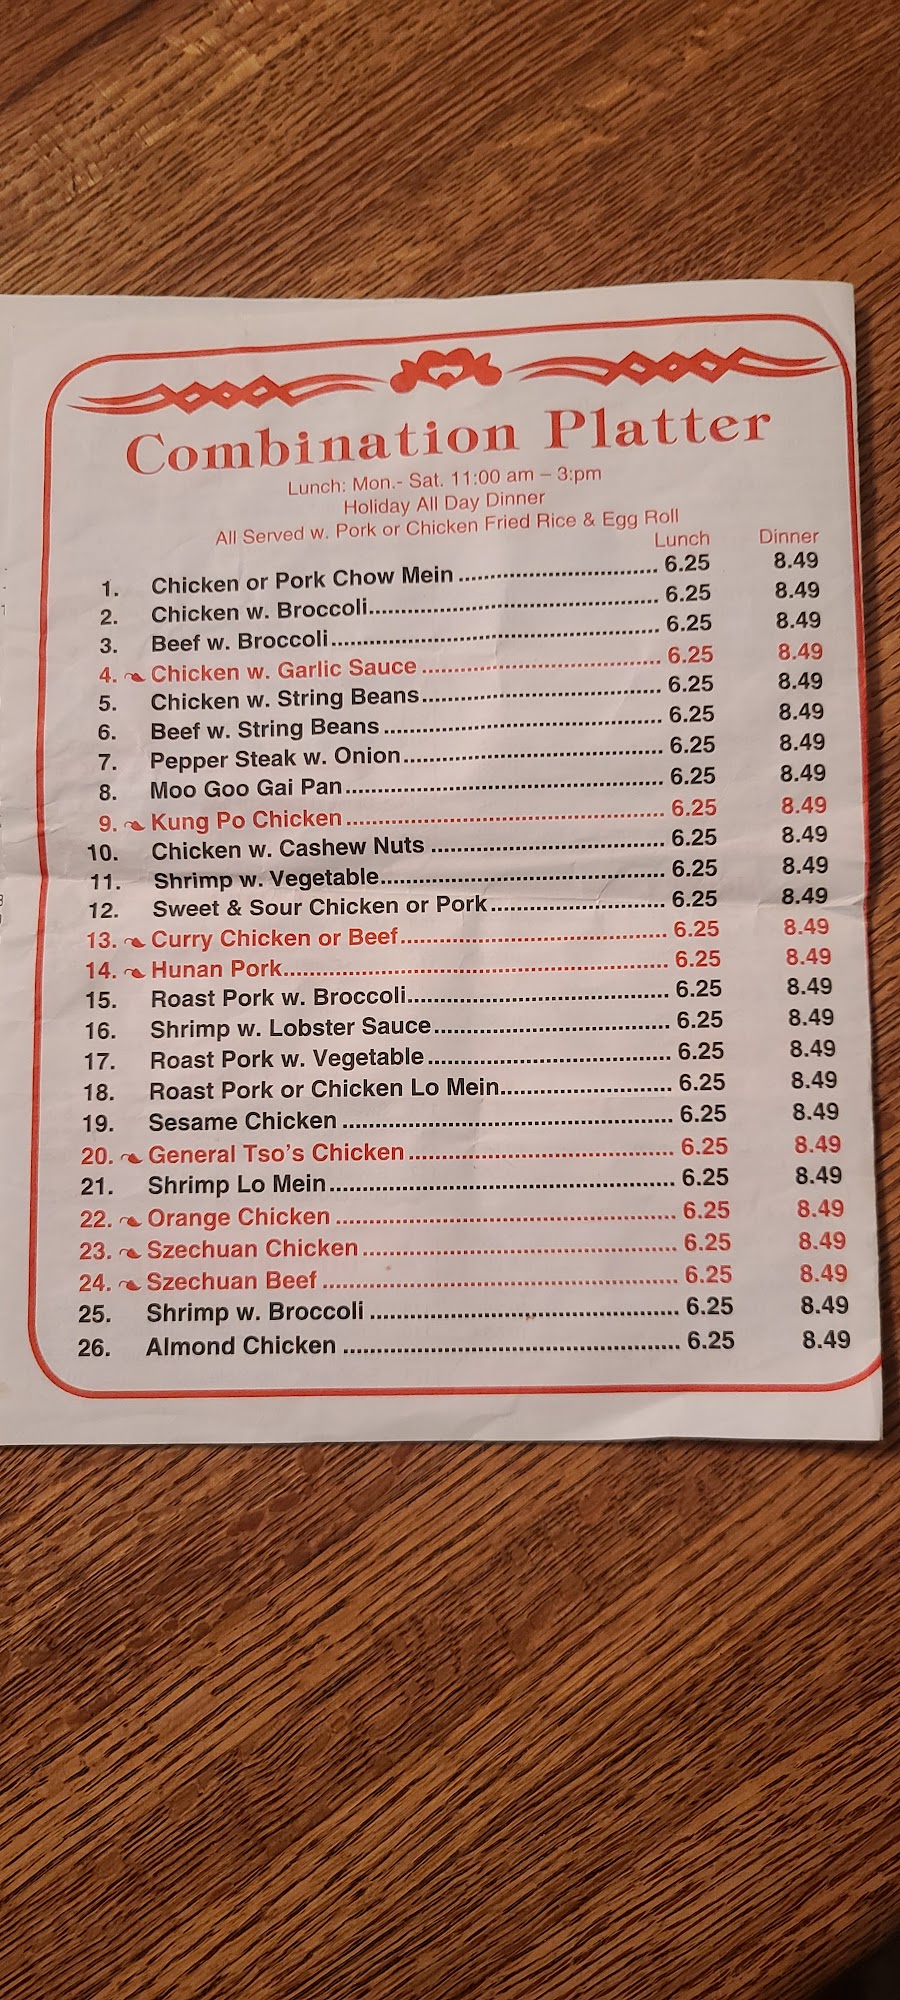 Combination Platter
Lunch: Mon.- Sat. 11:00 am – 3:pm
Holiday All Day Dinner
All Served w. Pork or Chicken Fried Rice & Egg Roll
Lunch Dinner
1. Chicken or Pork Chow Mein 6.25 8.49
2. Chicken w. Broccoli 6.25 8.49
3. Beef w. Broccoli 6.25 8.49
4. Chicken w. Garlic Sauce 6.25 8.49
5. Chicken w. String Beans 6.25 8.49
6. Beef w. String Beans 6.25 8.49
7. Pepper Steak w. Onion 6.25 8.49
8. Moo Goo Gai Pan 6.25 8.49
9. Kung Po Chicken 6.25 8.49
10. Chicken w. Cashew Nuts 6.25 8.49
11. Shrimp w. Vegetable 6.25 8.49
12. Sweet & Sour Chicken or Pork 6.25 8.49
13. Curry Chicken or Beef 6.25 8.49
14. Hunan Pork 6.25 8.49
15. Roast Pork w. Broccoli 6.25 8.49
16. Shrimp w. Lobster Sauce 6.25 8.49
17. Roast Pork w. Vegetable 6.25 8.49
18. Roast Pork or Chicken Lo Mein 6.25 8.49
19. Sesame Chicken 6.25 8.49
20. General Tso's Chicken 6.25 8.49
21. Shrimp Lo Mein 6.25 8.49
22. Orange Chicken 6.25 8.49
23. Szechuan Chicken 6.25 8.49
24. Szechuan Beef 6.25 8.49
25. Shrimp w. Broccoli 6.25 8.49
26. Almond Chicken 6.25 8.49